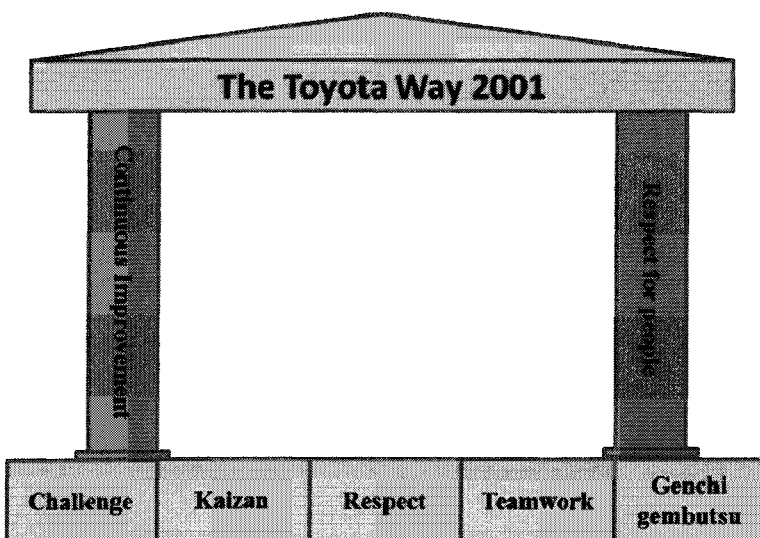 The Toyota Way 2001
Continuous Improvement
Respect for people
Challenge
Kaizan
Respect
Teamwork
Genchi
gembutsu